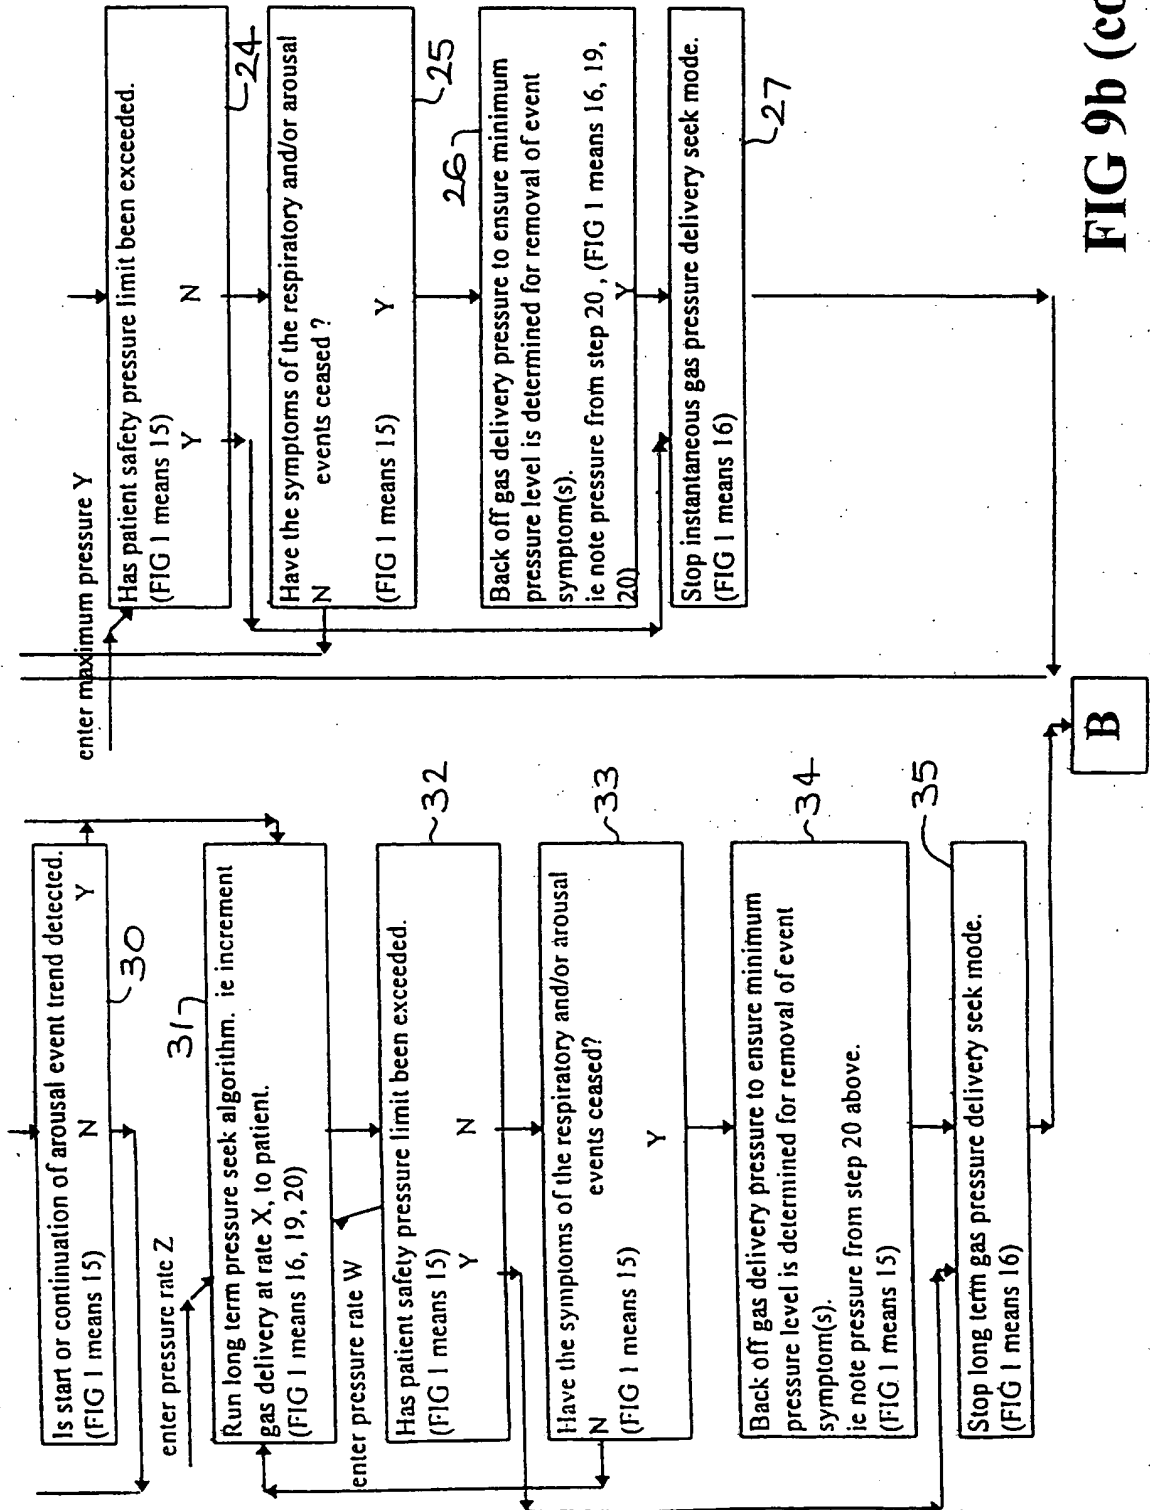 Is start or continuation of arousal event trend detected.
(FIG 1 means 15)
N
Y
30
enter pressure rate Z
31
Run long term pressure seek algorithm. ie increment
gas delivery at rate X, to patient.
(FIG 1 means 16, 19, 20)
enter pressure rate W
32
Has patient safety pressure limit been exceeded.
(FIG 1 means 15)
Y
N
33
Have the symptoms of the respiratory and/or arousal
N
events ceased?
(FIG 1 means 15)
Y
34
Back off gas delivery pressure to ensure minimum
pressure level is determined for removal of event
symptom(s).
ie note pressure from step 20 above.
(FIG 1 means 15)
35
Stop long term gas pressure delivery seek mode.
(FIG 1 means 16)
B
enter maximum pressure Y
Has patient safety pressure limit been exceeded.
(FIG 1 means 15)
Y
N
24
Have the symptoms of the respiratory and/or arousal
N
events ceased ?
(FIG 1 means 15)
Y
25
26
Back off gas delivery pressure to ensure minimum
pressure level is determined for removal of event
symptom(s).
ie note pressure from step 20 , (FIG 1 means 16, 19,
20)
Y
Stop instantaneous gas pressure delivery seek mode.
(FIG 1 means 16)
27
FIG 9b (co